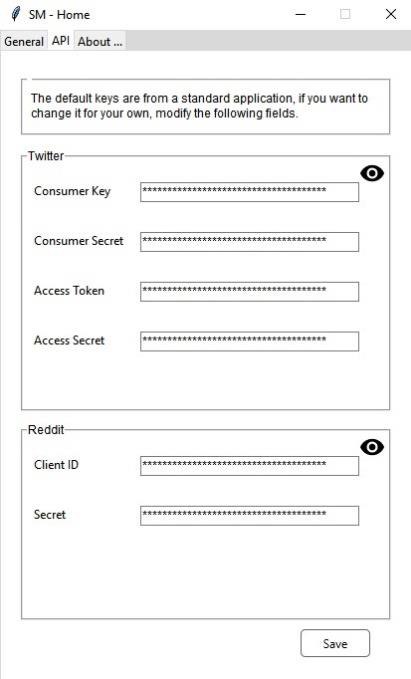 SM - Home
General API About ...
The default keys are from a standard application, if you want to
change it for your own, modify the following fields.
Twitter
Consumer Key *************************************
Consumer Secret *************************************
Access Token *************************************
Access Secret *************************************
Reddit
Client ID *************************************
Secret *************************************
Save